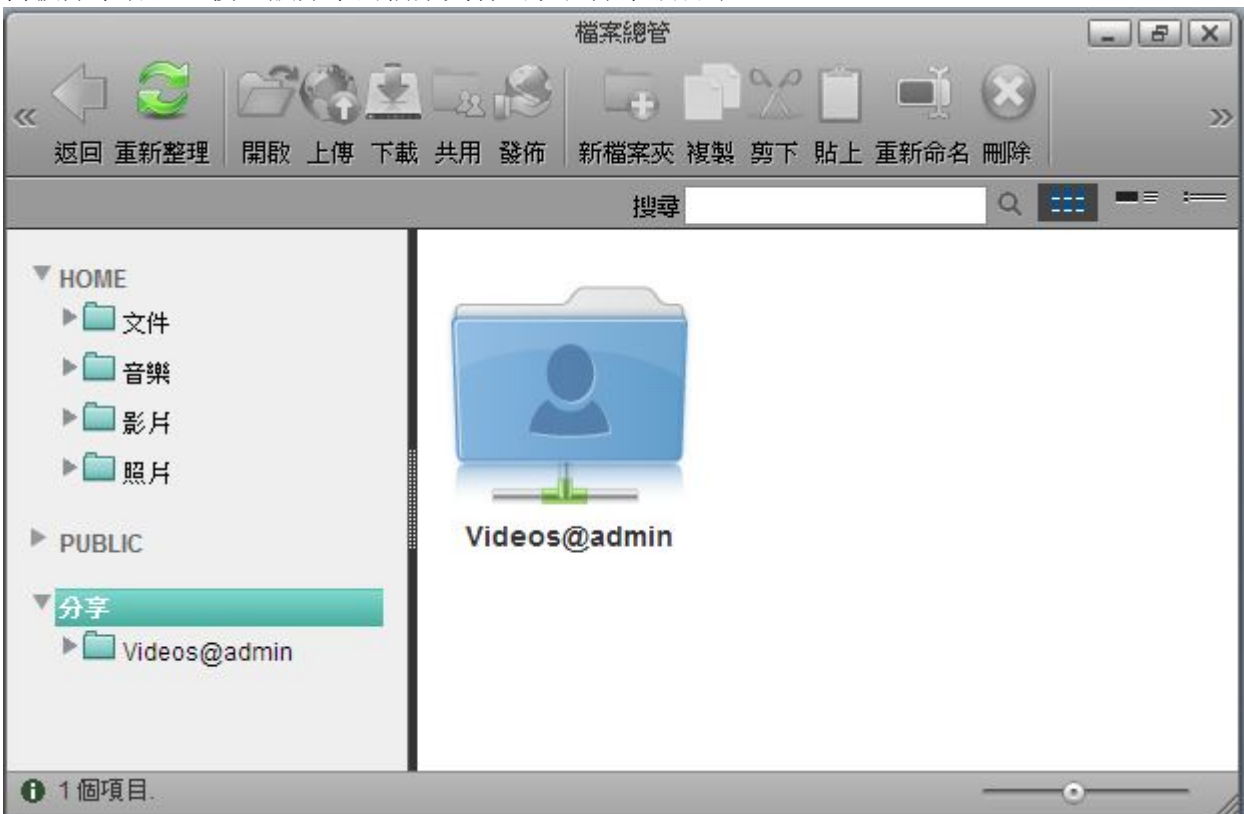 檔案總管
返回 重新整理 開啟 上傳 下載 共用 發佈 新檔案夾 複製 剪下 貼上 重新命名 刪除
搜尋
HOME
文件
音樂
影片
照片
PUBLIC
分享
Videos@admin
Videos@admin
1 個項目.